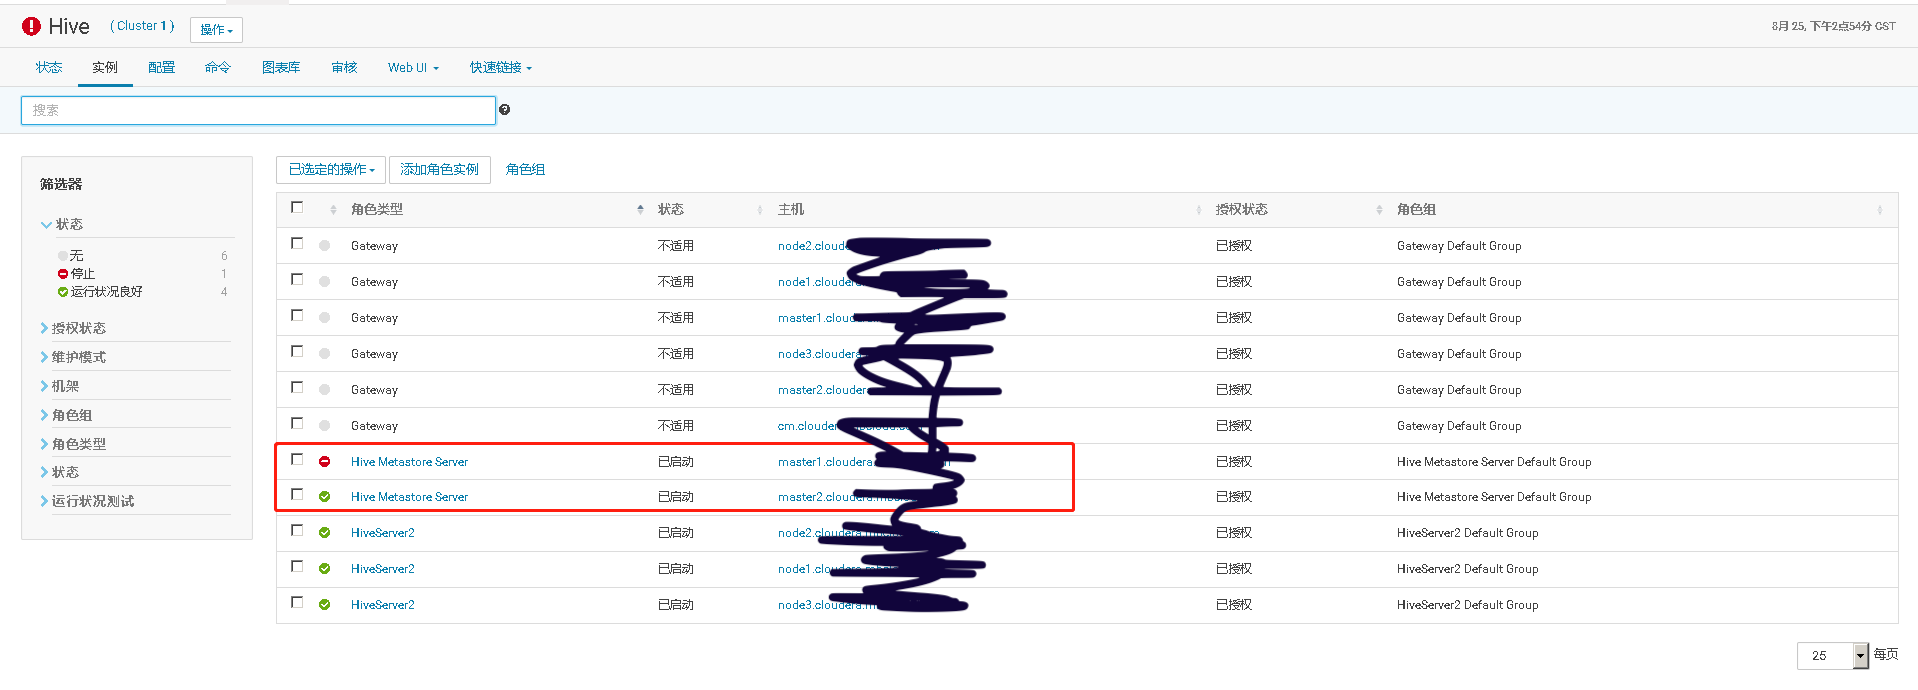 Hive ( Cluster 1 ) 操作
8月 25, 下午2点54分 CST
状态 实例 配置 命令 图表库 审核 Web UI 快速链接
搜索
筛选器
状态
无 6
停止 1
运行状况良好 4
授权状态
维护模式
机架
角色组
角色类型
状态
运行状况测试
已选定的操作 添加角色实例 角色组
角色类型 状态 主机 授权状态 角色组
Gateway 不适用 node2.cloud 已授权 Gateway Default Group
Gateway 不适用 node1.clouder 已授权 Gateway Default Group
Gateway 不适用 master1.cloud 已授权 Gateway Default Group
Gateway 不适用 node3.cloudera 已授权 Gateway Default Group
Gateway 不适用 master2.clouder 已授权 Gateway Default Group
Gateway 不适用 cm.clouder 已授权 Gateway Default Group
Hive Metastore Server 已启动 master1.cloudera. 已授权 Hive Metastore Server Default Group
Hive Metastore Server 已启动 master2.cloudera 已授权 Hive Metastore Server Default Group
HiveServer2 已启动 node2.cloudera 已授权 HiveServer2 Default Group
HiveServer2 已启动 node1.cloud 已授权 HiveServer2 Default Group
HiveServer2 已启动 node3.cloudera. 已授权 HiveServer2 Default Group
25 每页